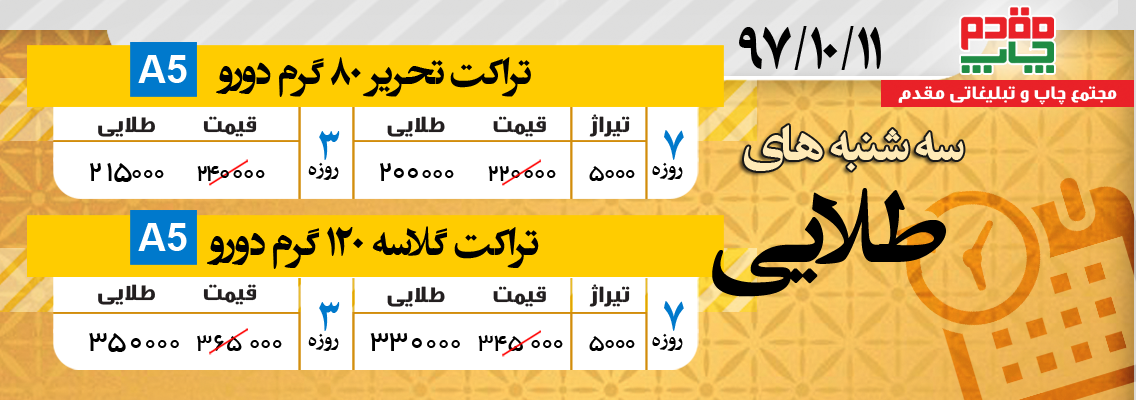 مقدم
چاپ
مجتمع چاپ و تبلیغاتی مقدم
۹۷/۱۰/۱۱
سه شنبه های
طلایی
تراکت تحریر ۸۰ گرم دورو A5
۷ روزه تیراژ قیمت طلایی ۳ روزه قیمت طلایی
۵۰۰۰ ۲۲۰۰۰۰ ۲۰۰۰۰۰ ۲۴۰۰۰۰ ۲۱۵۰۰۰
تراکت گلاسه ۱۲۰ گرم دورو A5
۷ روزه تیراژ قیمت طلایی ۳ روزه قیمت طلایی
۵۰۰۰ ۳۴۵۰۰۰ ۳۳۰۰۰۰ ۳۶۵۰۰۰ ۳۵۰۰۰۰